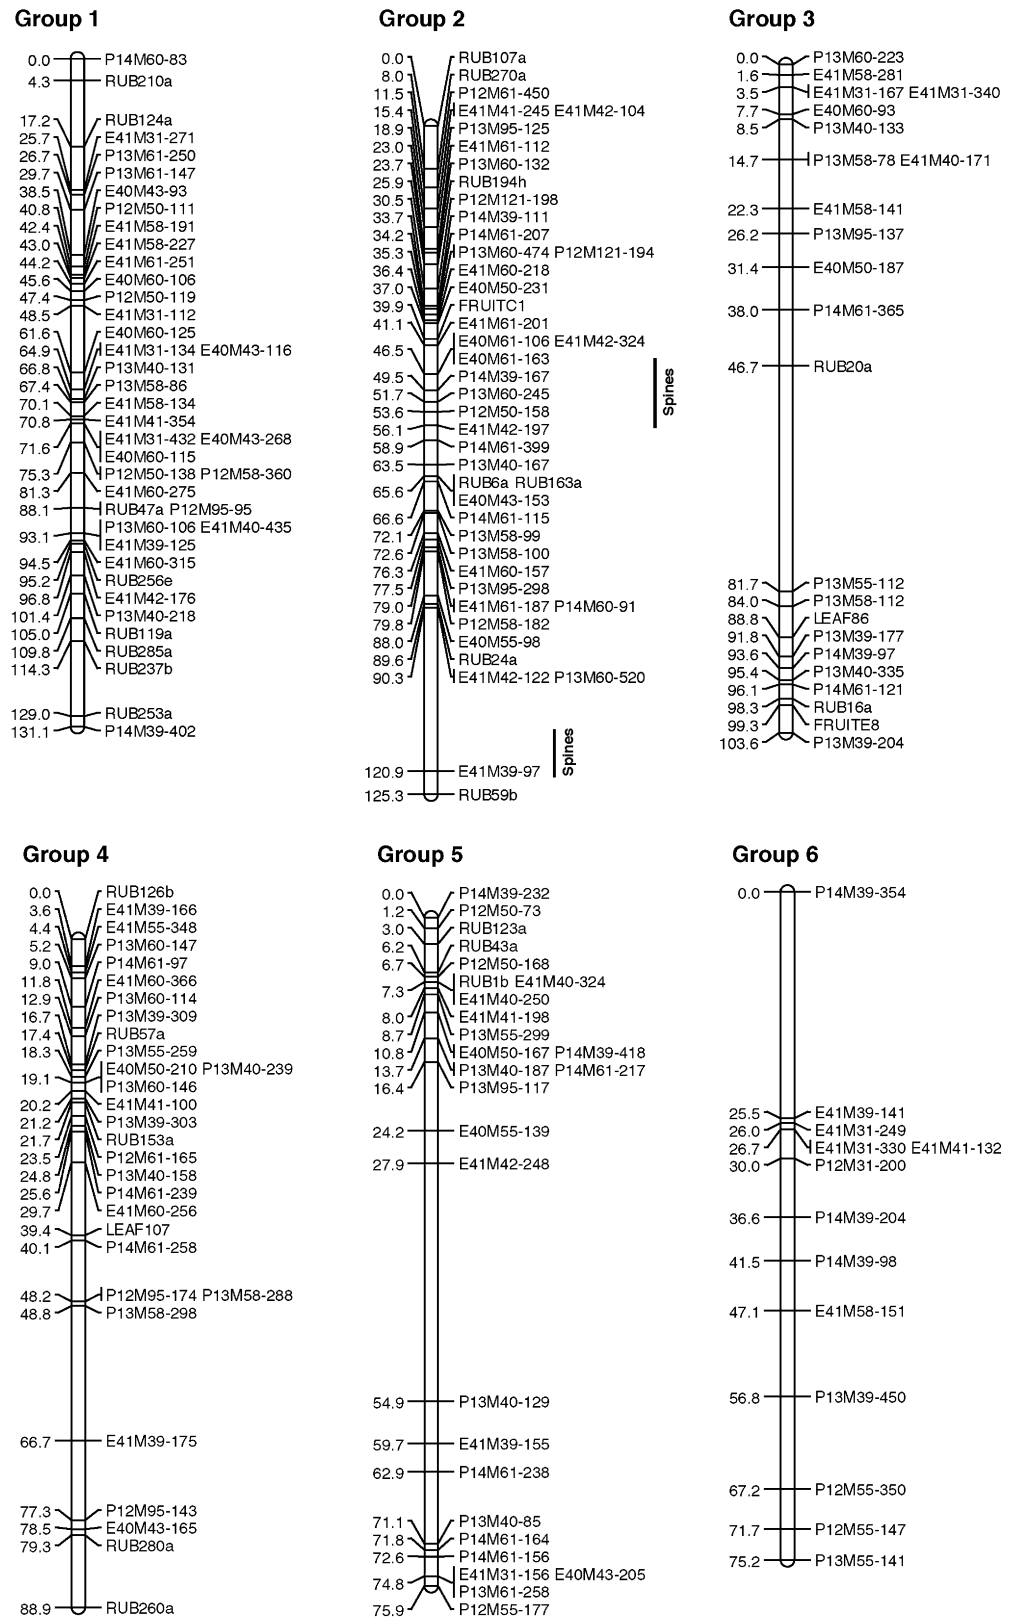 Group 1
0.0 P14M60-83
4.3 RUB210a
17.2 RUB124a
25.7 E41M31-271
26.7 P13M61-250
29.7 P13M61-147
38.5 E40M43-93
40.8 P12M50-111
42.4 E41M58-191
43.0 E41M58-227
44.2 E41M61-251
45.6 E40M60-106
47.4 P12M50-119
48.5 E41M31-112
61.6 E40M60-125
64.9 E41M31-134 E40M43-116
66.8 P13M40-131
67.4 P13M58-86
70.1 E41M58-134
70.8 E41M41-354
71.6 E41M31-432 E40M43-268
E40M60-115
75.3 P12M50-138 P12M58-360
81.3 E41M60-275
88.1 RUB47a P12M95-95
93.1 P13M60-106 E41M40-435
E41M39-125
94.5 E41M60-315
95.2 RUB256e
96.8 E41M42-176
101.4 P13M40-218
105.0 RUB119a
109.8 RUB285a
114.3 RUB237b
129.0 RUB253a
131.1 P14M39-402
Group 2
0.0 RUB107a
8.0 RUB270a
11.5 P12M61-450
15.4 E41M41-245 E41M42-104
18.9 P13M95-125
23.0 E41M61-112
23.7 P13M60-132
25.9 RUB194h
30.5 P12M121-198
33.7 P14M39-111
34.2 P14M61-207
35.3 P13M60-474 P12M121-194
36.4 E41M60-218
37.0 E40M50-231
39.9 FRUITC1
41.1 E41M61-201
46.5 E40M61-106 E41M42-324
E40M61-163
49.5 P14M39-167
51.7 P13M60-245
53.6 P12M50-158
56.1 E41M42-197
58.9 P14M61-399
63.5 P13M40-167
65.6 RUB6a RUB163a
E40M43-153
66.6 P14M61-115
72.1 P13M58-99
72.6 P13M58-100
76.3 E41M60-157
77.5 P13M95-298
79.0 E41M61-187 P14M60-91
79.8 P12M58-182
88.0 E40M55-98
89.6 RUB24a
90.3 E41M42-122 P13M60-520
120.9 E41M39-97
125.3 RUB59b
Spines
Spines
Group 3
0.0 P13M60-223
1.6 E41M58-281
3.5 E41M31-167 E41M31-340
7.7 E40M60-93
8.5 P13M40-133
14.7 P13M58-78 E41M40-171
22.3 E41M58-141
26.2 P13M95-137
31.4 E40M50-187
38.0 P14M61-365
46.7 RUB20a
81.7 P13M55-112
84.0 P13M58-112
88.8 LEAF86
91.8 P13M39-177
93.6 P14M39-97
95.4 P13M40-335
96.1 P14M61-121
98.3 RUB16a
99.3 FRUITE8
103.6 P13M39-204
Group 4
0.0 RUB126b
3.6 E41M39-166
4.4 E41M55-348
5.2 P13M60-147
9.0 P14M61-97
11.8 E41M60-366
12.9 P13M60-114
16.7 P13M39-309
17.4 RUB57a
18.3 P13M55-259
19.1 E40M50-210 P13M40-239
P13M60-146
20.2 E41M41-100
21.2 P13M39-303
21.7 RUB153a
23.5 P12M61-165
24.8 P13M40-158
25.6 P14M61-239
29.7 E41M60-256
39.4 LEAF107
40.1 P14M61-258
48.2 P12M95-174 P13M58-288
48.8 P13M58-298
66.7 E41M39-175
77.3 P12M95-143
78.5 E40M43-165
79.3 RUB280a
88.9 RUB260a
Group 5
0.0 P14M39-232
1.2 P12M50-73
3.0 RUB123a
6.2 RUB43a
6.7 P12M50-168
7.3 RUB1b E41M40-324
E41M40-250
8.0 E41M41-198
8.7 P13M55-299
10.8 E40M50-167 P14M39-418
13.7 P13M40-187 P14M61-217
16.4 P13M95-117
24.2 E40M55-139
27.9 E41M42-248
54.9 P13M40-129
59.7 E41M39-155
62.9 P14M61-238
71.1 P13M40-85
71.8 P14M61-164
72.6 P14M61-156
74.8 E41M31-156 E40M43-205
P13M61-258
75.9 P12M55-177
Group 6
0.0 P14M39-354
25.5 E41M39-141
26.0 E41M31-249
26.7 E41M31-330 E41M41-132
30.0 P12M31-200
36.6 P14M39-204
41.5 P14M39-98
47.1 E41M58-151
56.8 P13M39-450
67.2 P12M55-350
71.7 P12M55-147
75.2 P13M55-141